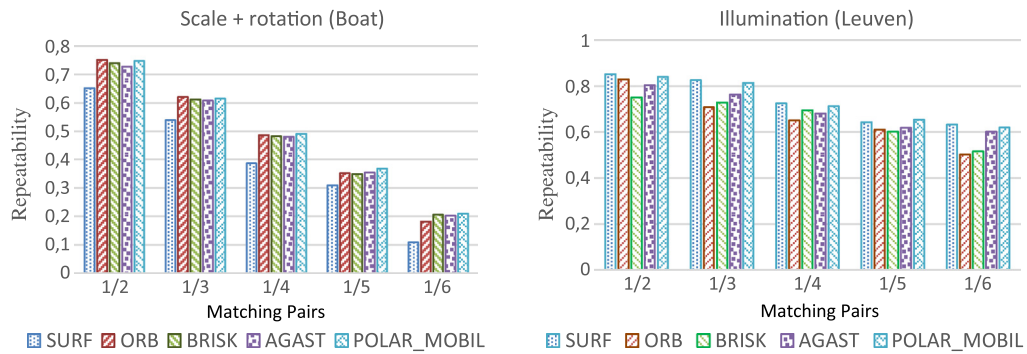 Scale + rotation (Boat)
0,8
0,7
0,6
0,5
0,4
0,3
0,2
0,1
0
Repeatability
1/2 1/3 1/4 1/5 1/6
Matching Pairs
SURF ORB BRISK AGAST POLAR_MOBIL
Illumination (Leuven)
1
0,8
0,6
0,4
0,2
0
Repeatability
1/2 1/3 1/4 1/5 1/6
Matching Pairs
SURF ORB BRISK AGAST POLAR_MOBIL